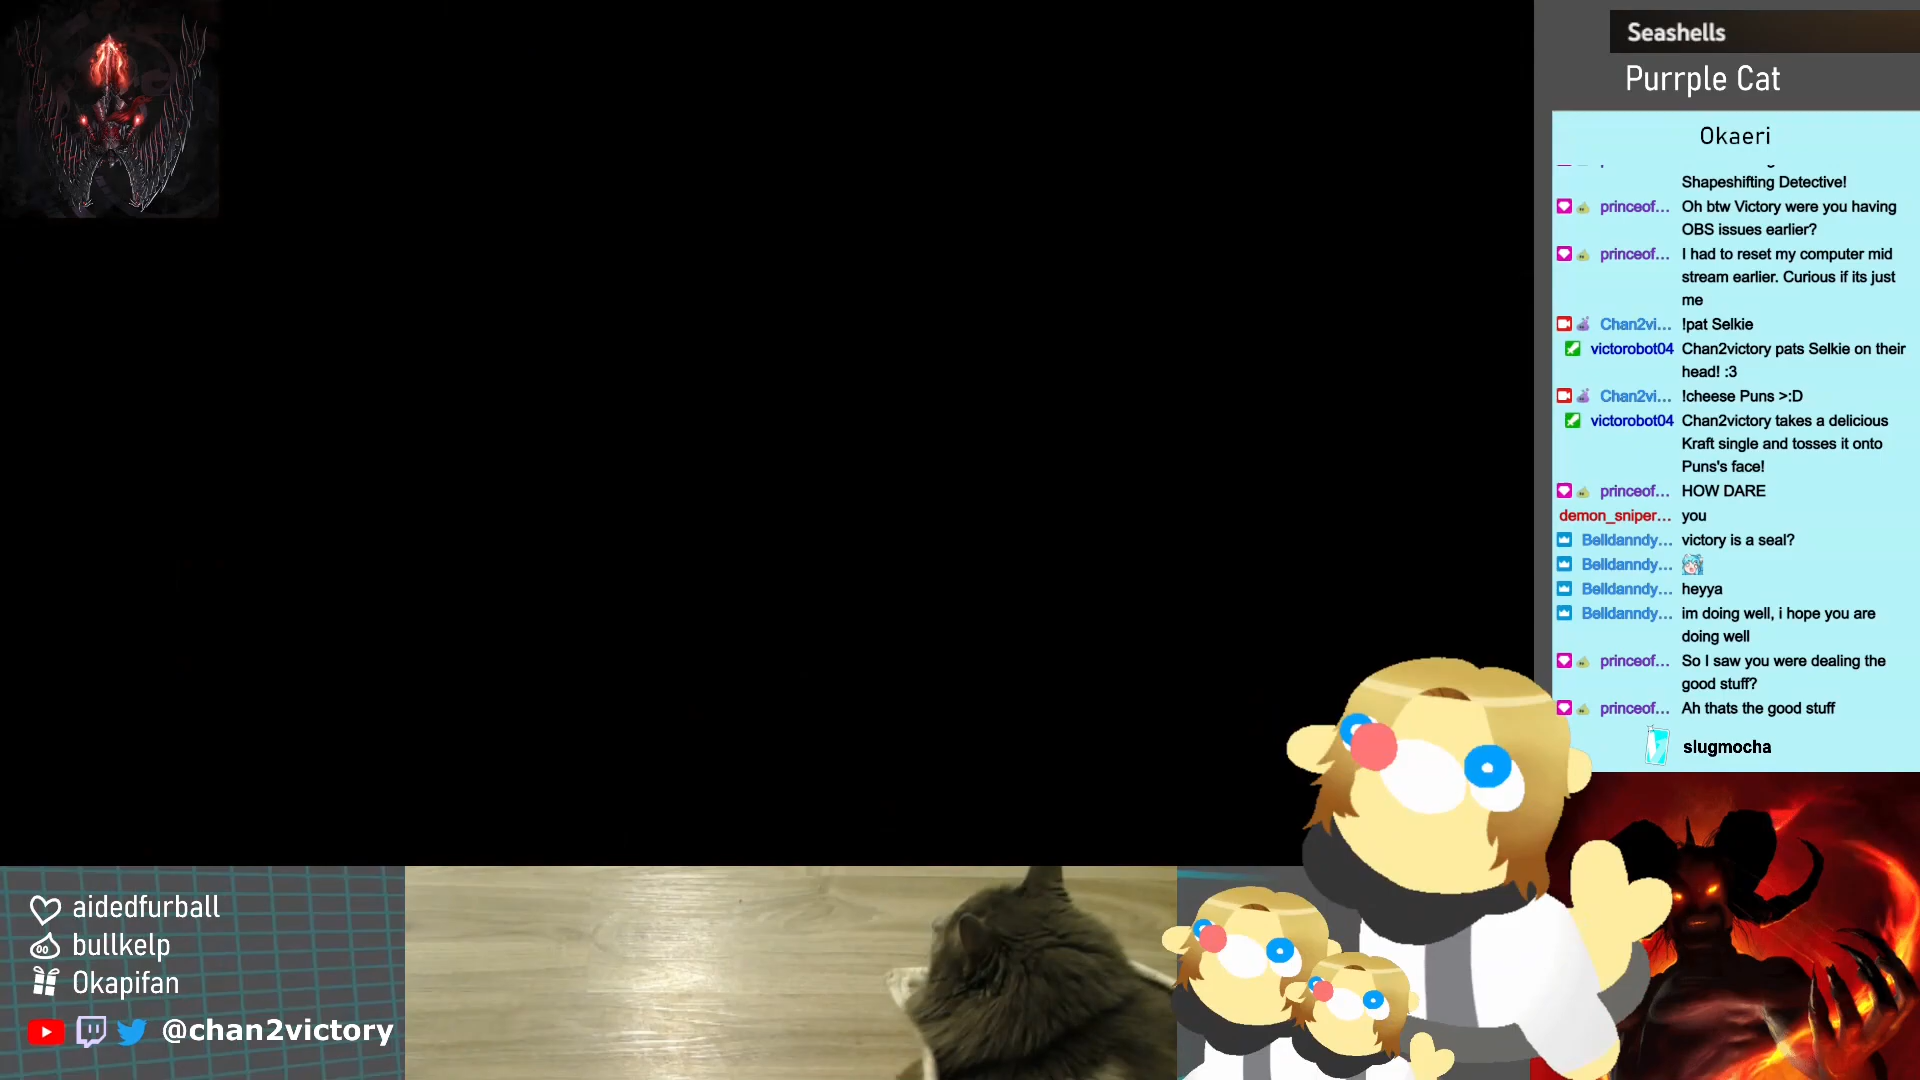 Seashells
Purrple Cat
Okaeri
Shapeshifting Detective!
princeof... Oh btw Victory were you having
OBS issues earlier?
princeof... I had to reset my computer mid
stream earlier. Curious if its just
me
Chan2vi... !pat Selkie
victorobot04 Chan2victory pats Selkie on their
head! :3
Chan2vi... !cheese Puns >:D
victorobot04 Chan2victory takes a delicious
Kraft single and tosses it onto
Puns's face!
princeof... HOW DARE
demon_sniper... you
Belldanndy... victory is a seal?
Belldanndy...
Belldanndy... heyya
Belldanndy... im doing well, i hope you are
doing well
princeof... So I saw you were dealing the
good stuff?
princeof... Ah thats the good stuff
slugmocha
aidedfurball
bullkelp
Okapifan
@chan2victory